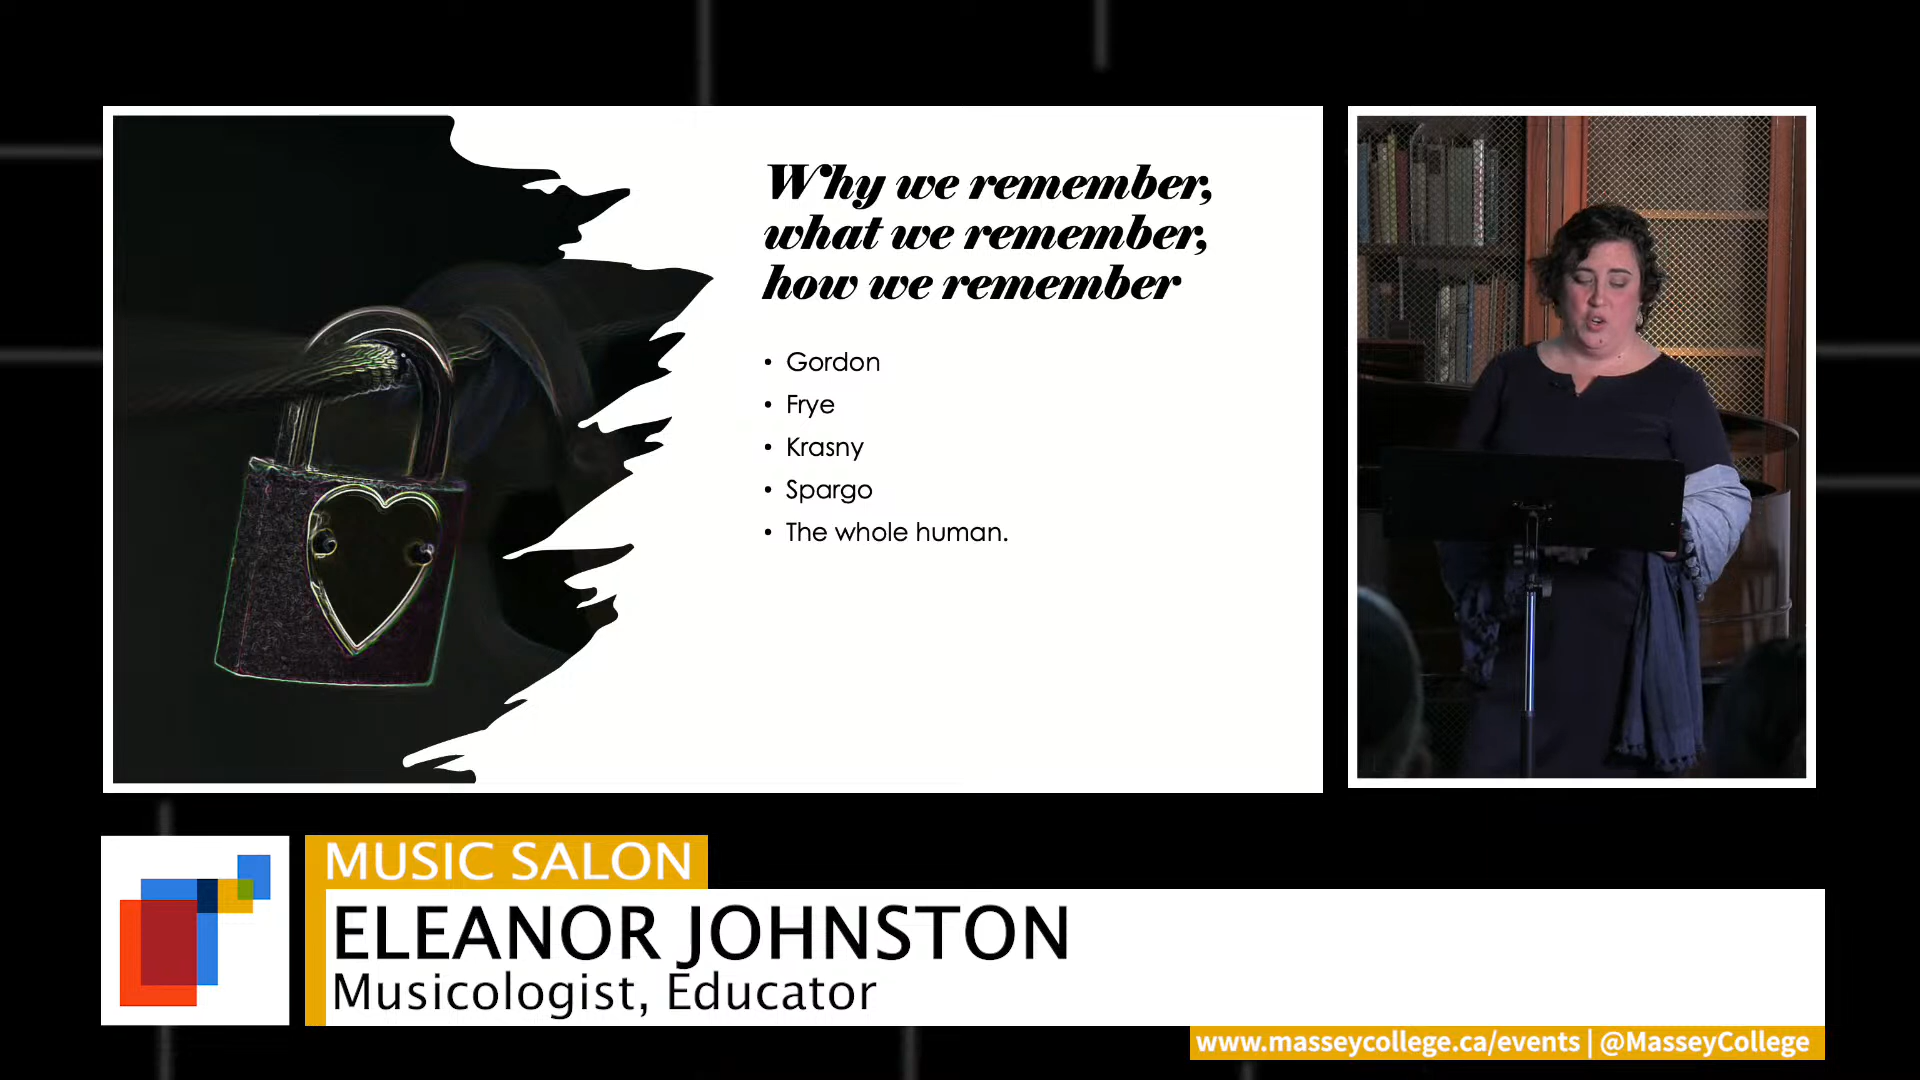 Why we remember,
what we remember,
how we remember
• Gordon
• Frye
• Krasny
• Spargo
• The whole human.
MUSIC SALON
ELEANOR JOHNSTON
Musicologist, Educator
www.masseycollege.ca/events | @MasseyCollege